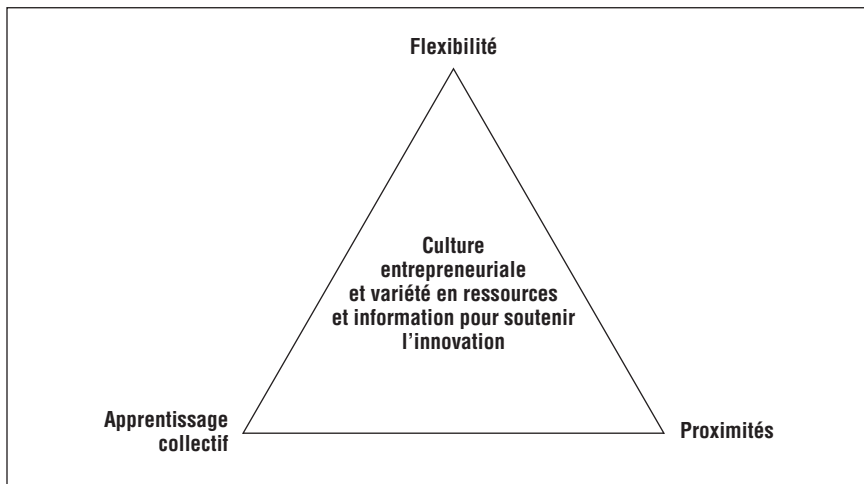 Flexibilité
Culture
entrepreneuriale
et variété en ressources
et information pour soutenir
l’innovation
Apprentissage
collectif
Proximités